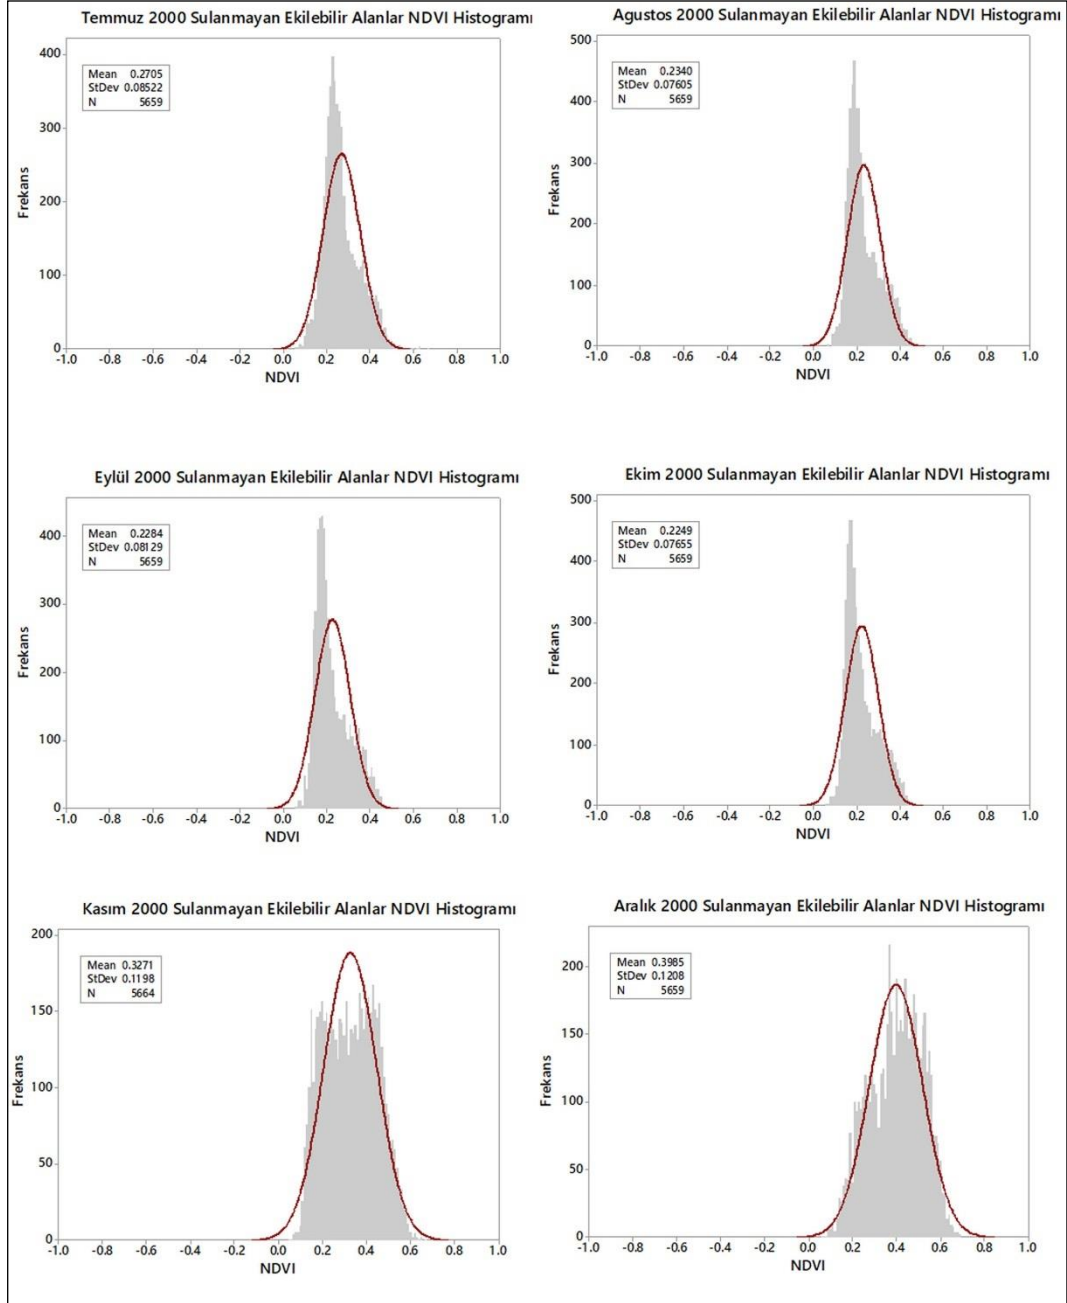 Temmuz 2000 Sulanmayan Ekilebilir Alanlar NDVI Histogramı
Mean 0.2705
StDev 0.08522
N 5659
400
300
200
100
0
Frekans
-1.0 -0.8 -0.6 -0.4 -0.2 0.0 0.2 0.4 0.6 0.8 1.0
NDVI
Agustos 2000 Sulanmayan Ekilebilir Alanlar NDVI Histogramı
Mean 0.2340
StDev 0.07605
N 5659
500
400
300
200
100
0
Frekans
-1.0 -0.8 -0.6 -0.4 -0.2 0.0 0.2 0.4 0.6 0.8 1.0
NDVI
Eylül 2000 Sulanmayan Ekilebilir Alanlar NDVI Histogramı
Mean 0.2284
StDev 0.08129
N 5659
400
300
200
100
0
Frekans
-1.0 -0.8 -0.6 -0.4 -0.2 0.0 0.2 0.4 0.6 0.8 1.0
NDVI
Ekim 2000 Sulanmayan Ekilebilir Alanlar NDVI Histogramı
Mean 0.2249
StDev 0.07655
N 5659
500
400
300
200
100
0
Frekans
-1.0 -0.8 -0.6 -0.4 -0.2 0.0 0.2 0.4 0.6 0.8 1.0
NDVI
Kasım 2000 Sulanmayan Ekilebilir Alanlar NDVI Histogramı
Mean 0.3271
StDev 0.1198
N 5664
200
150
100
50
0
Frekans
-1.0 -0.8 -0.6 -0.4 -0.2 0.0 0.2 0.4 0.6 0.8 1.0
NDVI
Aralık 2000 Sulanmayan Ekilebilir Alanlar NDVI Histogramı
Mean 0.3985
StDev 0.1208
N 5659
200
150
100
50
0
Frekans
-1.0 -0.8 -0.6 -0.4 -0.2 0.0 0.2 0.4 0.6 0.8 1.0
NDVI